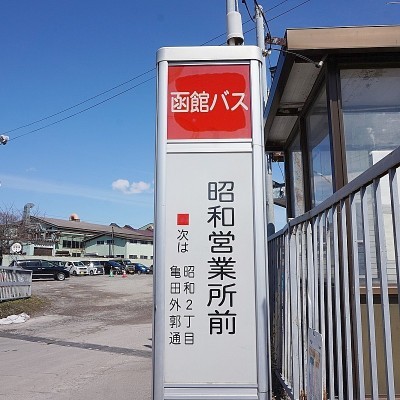 函館バス
昭和営業所前
次は
昭和2丁目
亀田外郭通